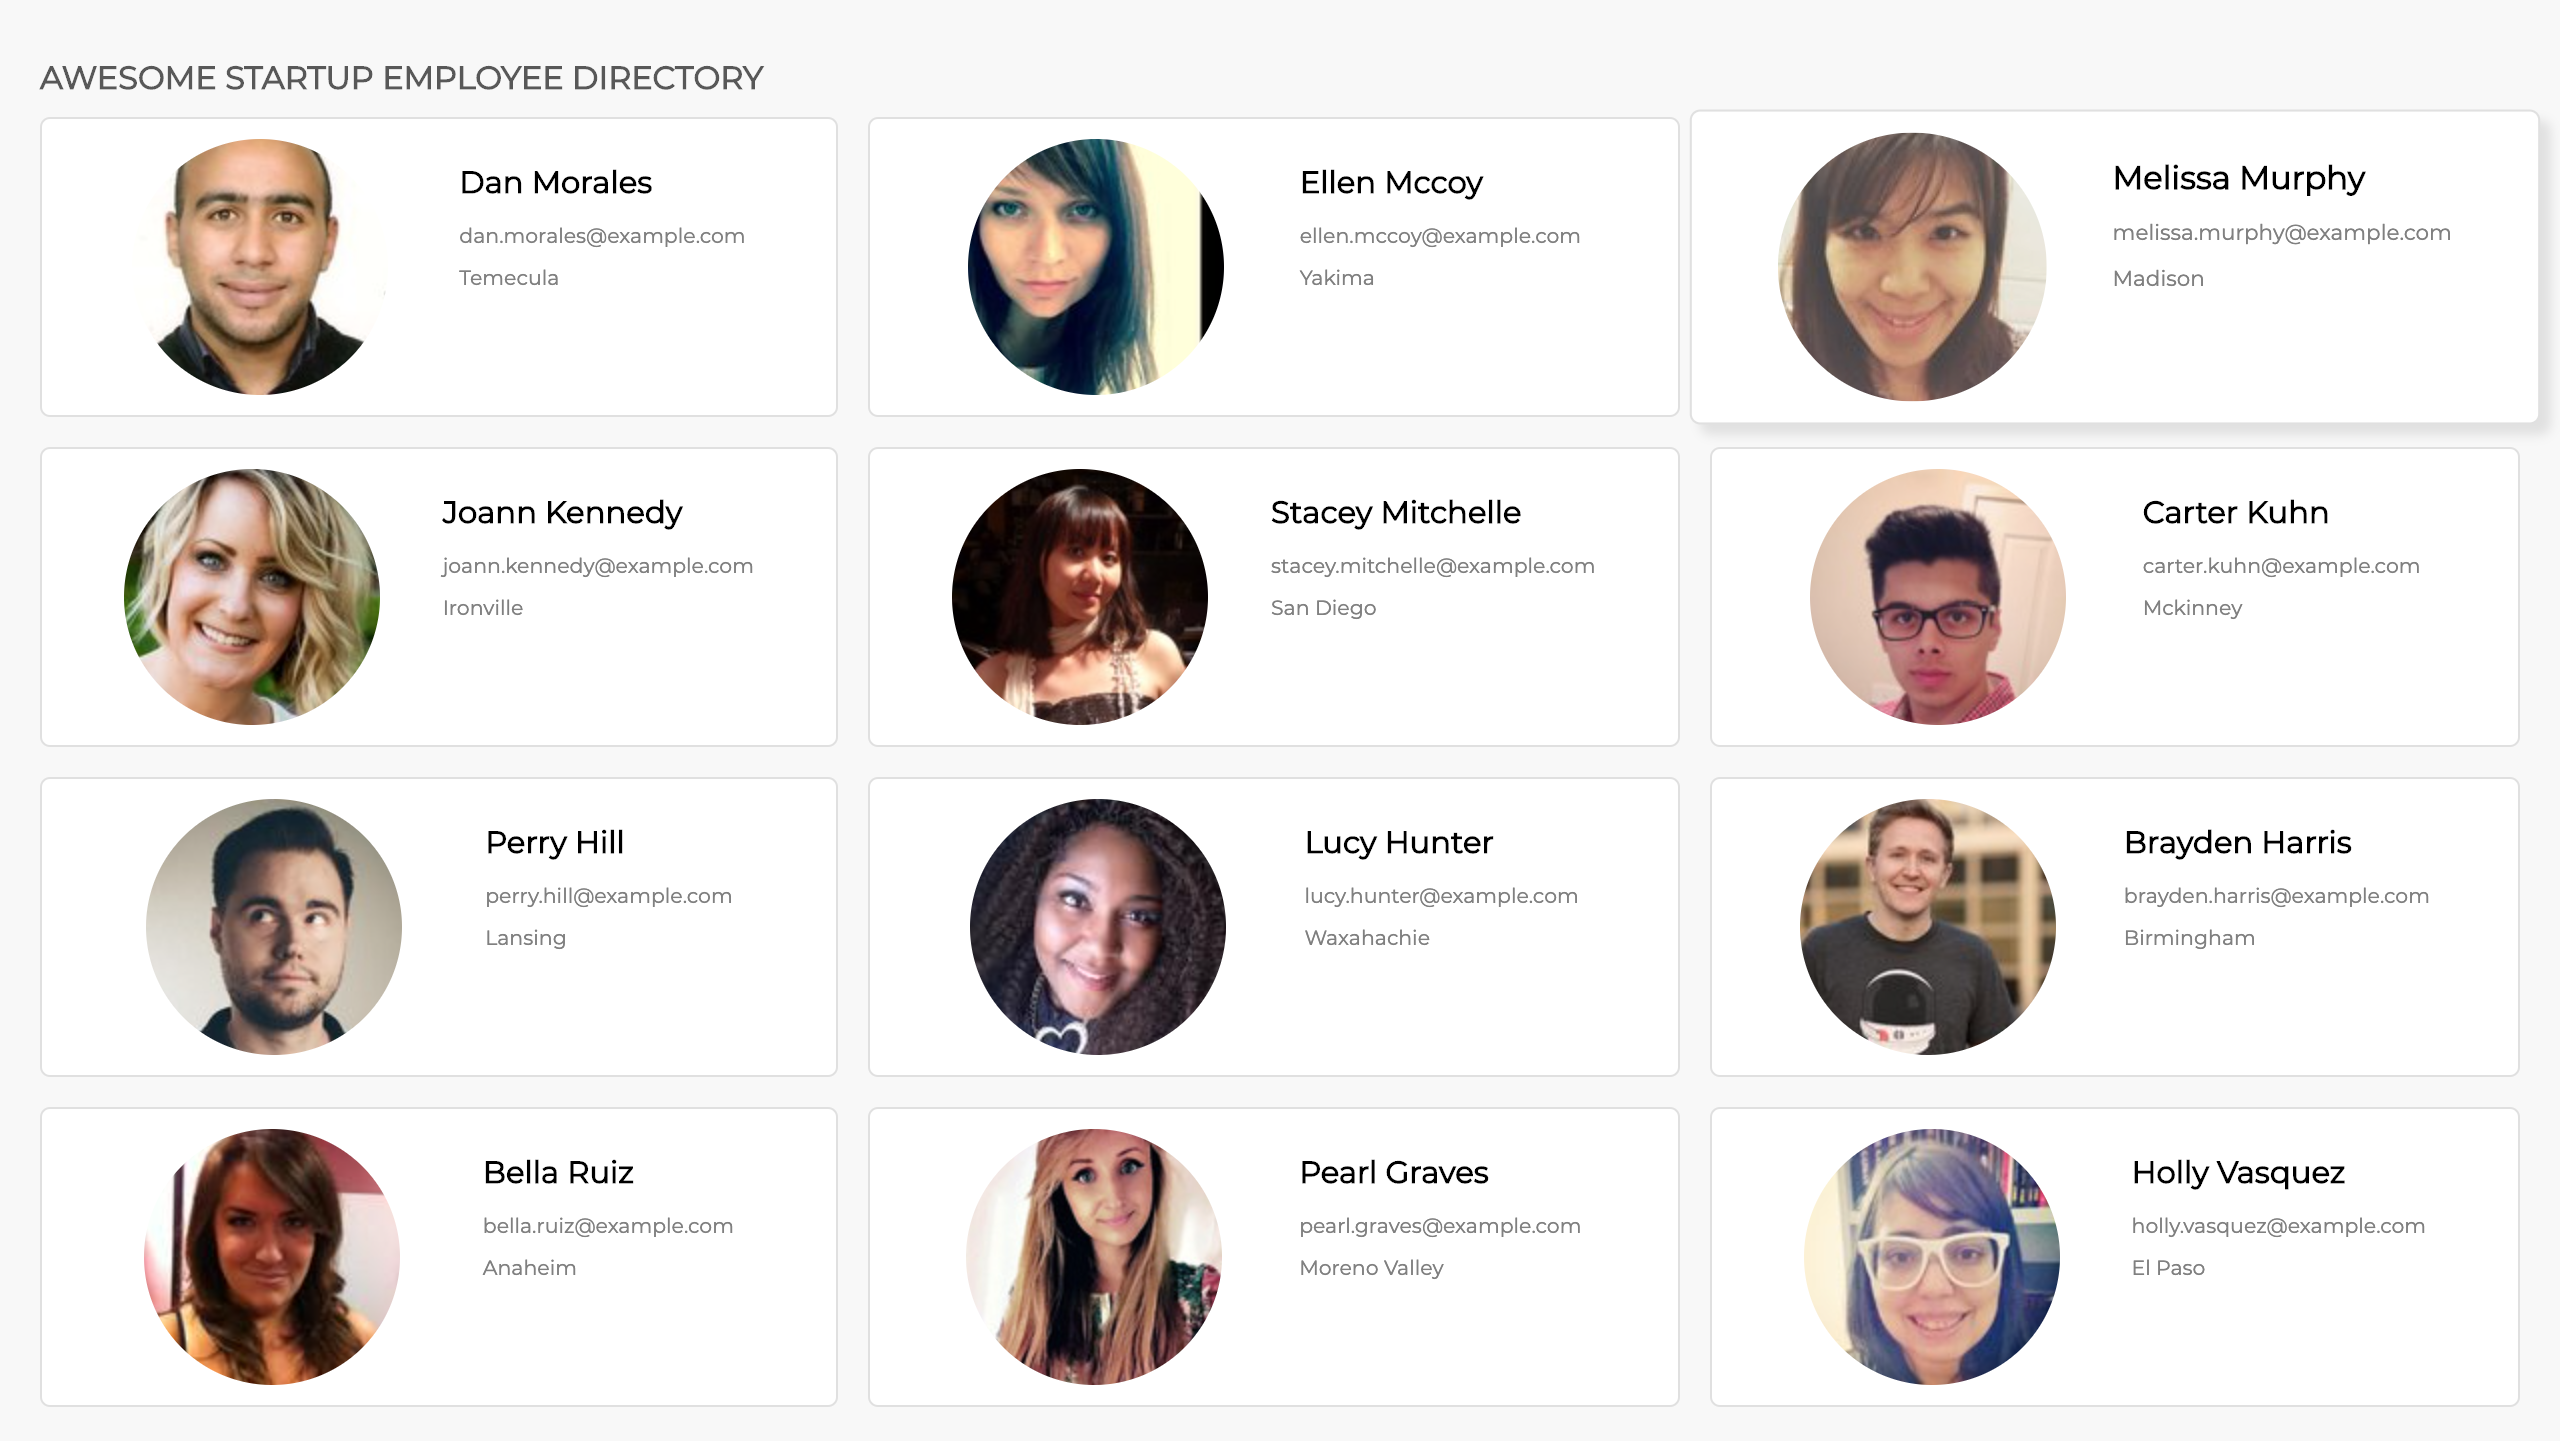 AWESOME STARTUP EMPLOYEE DIRECTORY
Dan Morales
dan.morales@example.com
Temecula
Ellen Mccoy
ellen.mccoy@example.com
Yakima
Melissa Murphy
melissa.murphy@example.com
Madison
Joann Kennedy
joann.kennedy@example.com
Ironville
Stacey Mitchelle
stacey.mitchelle@example.com
San Diego
Carter Kuhn
carter.kuhn@example.com
Mckinney
Perry Hill
perry.hill@example.com
Lansing
Lucy Hunter
lucy.hunter@example.com
Waxahachie
Brayden Harris
brayden.harris@example.com
Birmingham
Bella Ruiz
bella.ruiz@example.com
Anaheim
Pearl Graves
pearl.graves@example.com
Moreno Valley
Holly Vasquez
holly.vasquez@example.com
El Paso